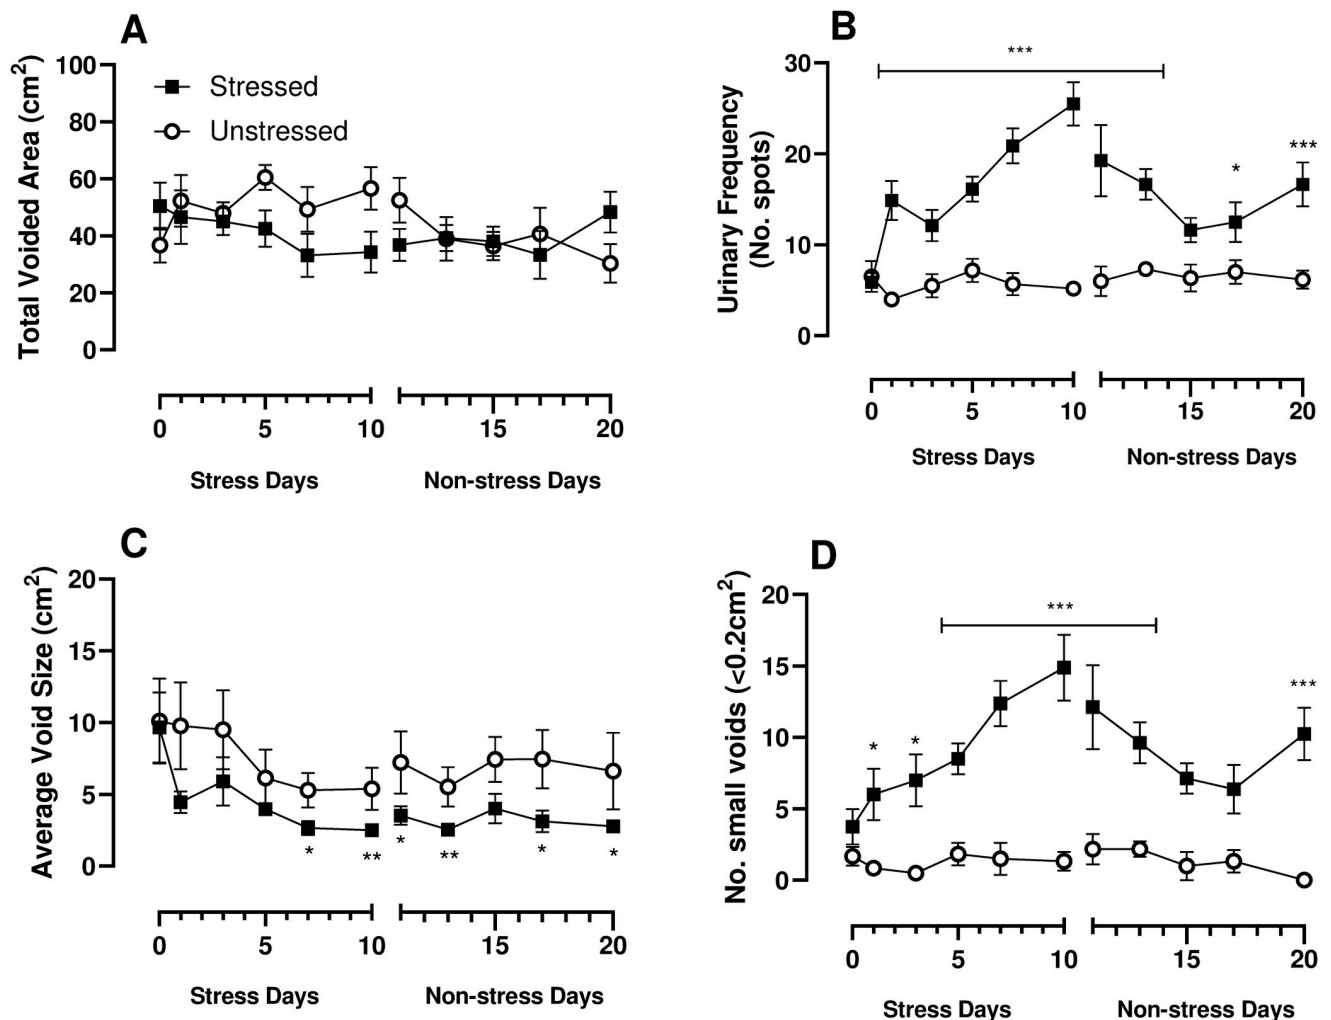 A
Total Voided Area (cm²)
100
80
60
40
20
0
Stressed
Unstressed
0 5 10 15 20
Stress Days Non-stress Days
B
Urinary Frequency
(No. spots)
30
20
10
0
***
*
***
0 5 10 15 20
Stress Days Non-stress Days
C
Average Void Size (cm²)
20
15
10
5
0
* ** * ** * *
0 5 10 15 20
Stress Days Non-stress Days
D
No. small voids (<0.2cm²)
20
15
10
5
0
***
* *
***
0 5 10 15 20
Stress Days Non-stress Days